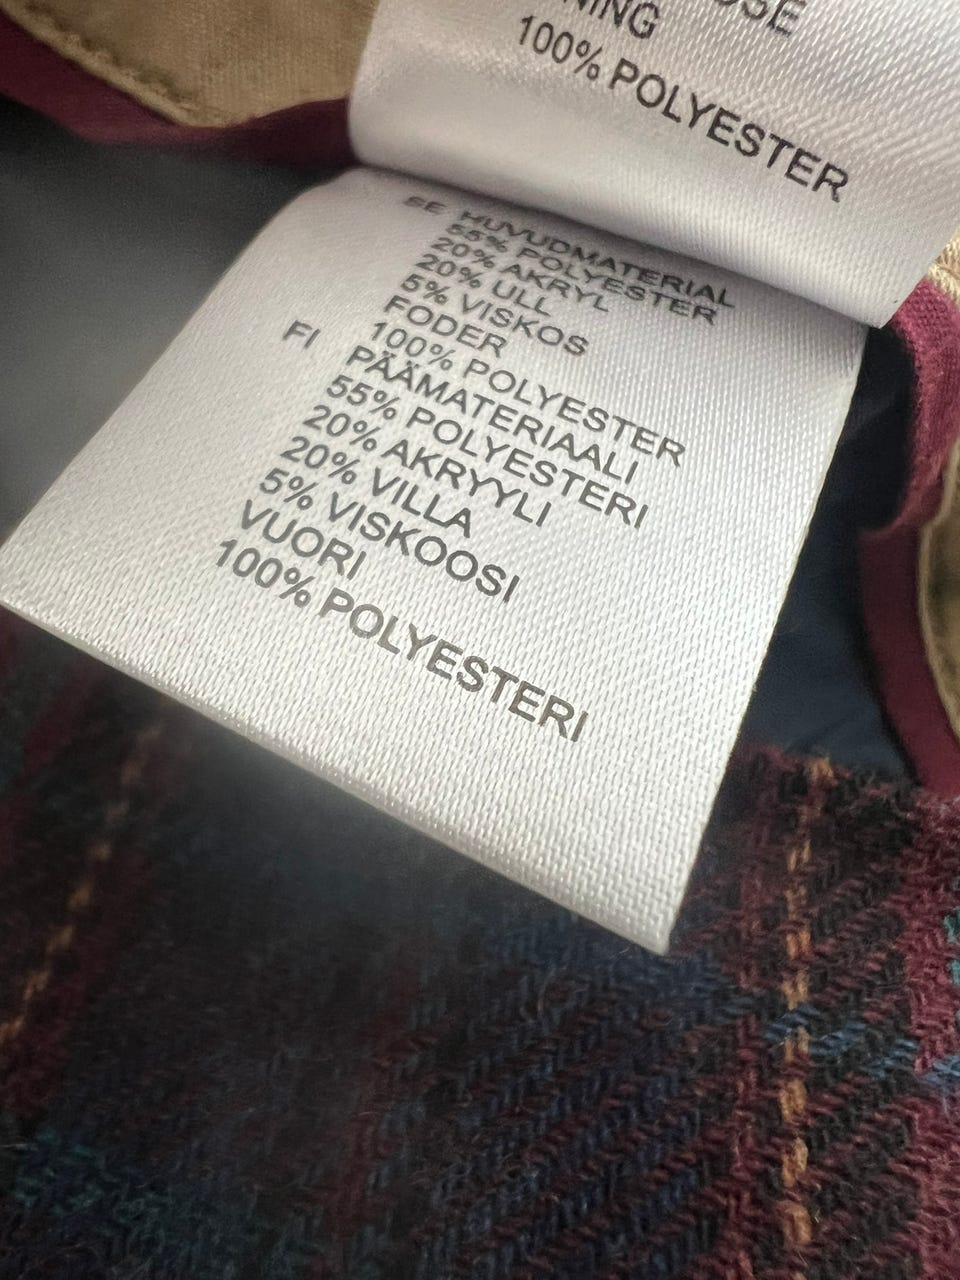 100% POLYESTER
SE HUVUDMATERIAL
55% POLYESTER
20% AKRYL
20% ULL
5% VISKOS
FODER
100% POLYESTER
FI PÄÄMATERIAALI
55% POLYESTERI
20% AKRYYLI
20% VILLA
5% VISKOOSI
VUORI
100% POLYESTERI